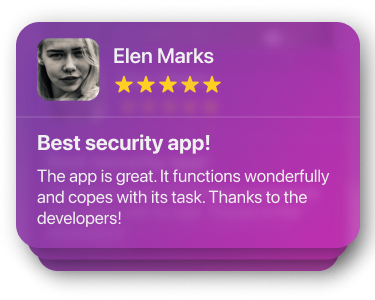 Elen Marks
Best security app!
The app is great. It functions wonderfully
and copes with its task. Thanks to the
developers!